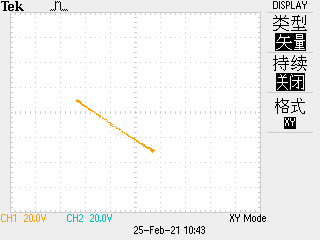 Tek
DISPLAY
类型
矢量
持续
关闭
格式
XY
CH1 20.0V CH2 20.0V XY Mode
25-Feb-21 10:43